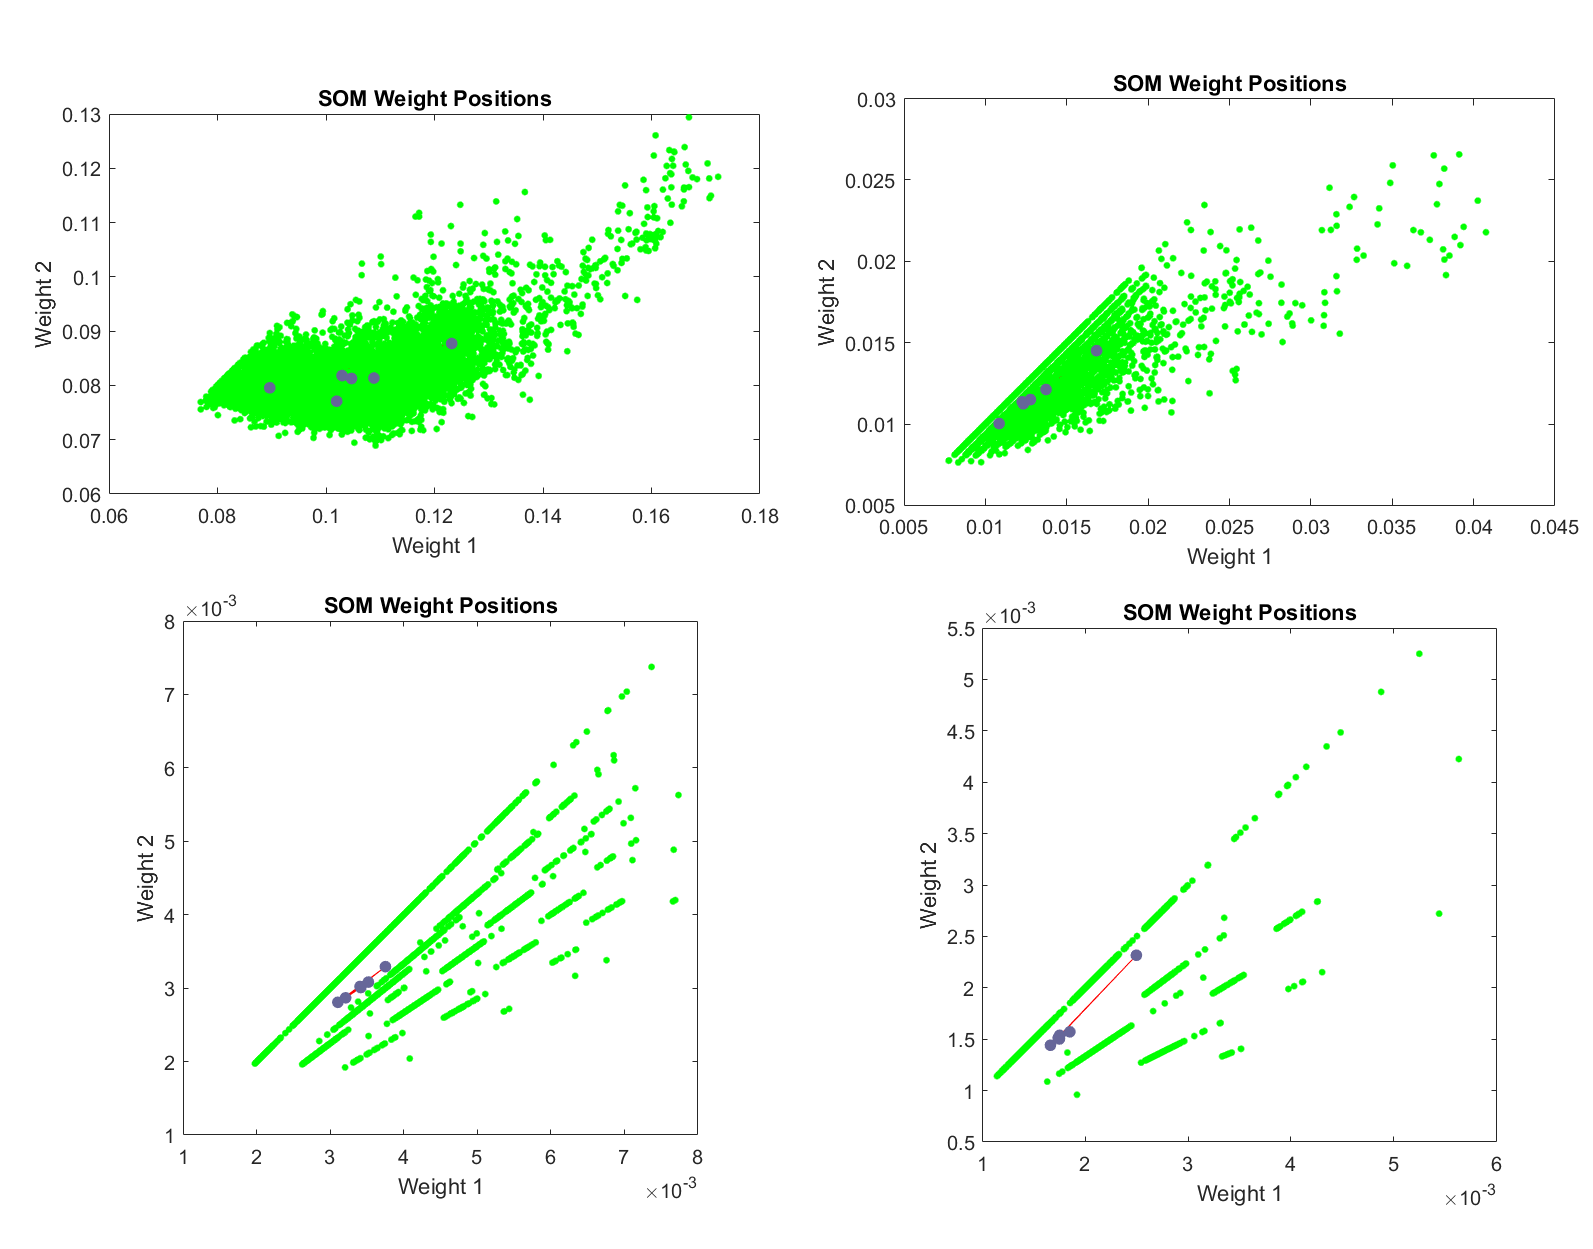 SOM Weight Positions
0.13
0.12
0.11
0.1
0.09
0.08
0.07
0.06
Weight 2
0.06 0.08 0.1 0.12 0.14 0.16 0.18
Weight 1
SOM Weight Positions
0.03
0.025
0.02
0.015
0.01
0.005
Weight 2
0.005 0.01 0.015 0.02 0.025 0.03 0.035 0.04 0.045
Weight 1
SOM Weight Positions
×10-3
8
7
6
5
4
3
2
1
Weight 2
1 2 3 4 5 6 7 8
Weight 1
×10-3
SOM Weight Positions
×10-3
5.5
5
4.5
4
3.5
3
2.5
2
1.5
1
0.5
Weight 2
1 2 3 4 5 6
Weight 1
×10-3